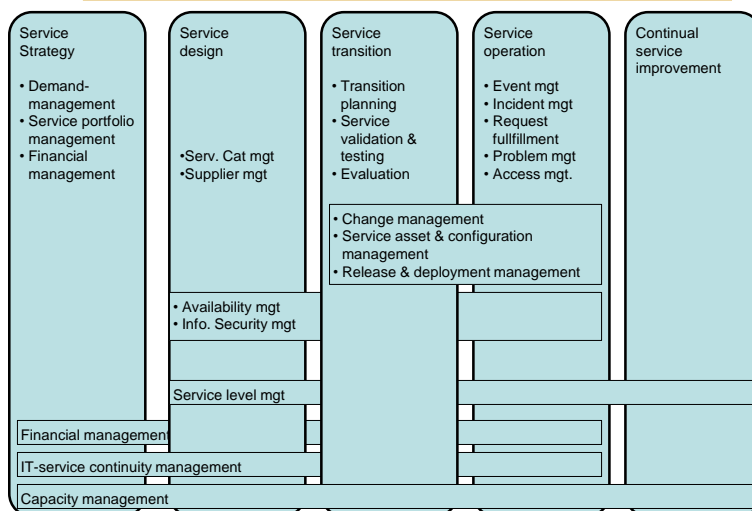 Service
Strategy
• Demand-
management
• Service portfolio
management
• Financial
management
Service
design
•Serv. Cat mgt
•Supplier mgt
Service
transition
• Transition
planning
• Service
validation &
testing
• Evaluation
Service
operation
• Event mgt
• Incident mgt
• Request
fullfillment
• Problem mgt
• Access mgt.
Continual
service
improvement
• Change management
• Service asset & configuration
management
• Release & deployment management
• Availability mgt
• Info. Security mgt
Service level mgt
Financial management
IT-service continuity management
Capacity management